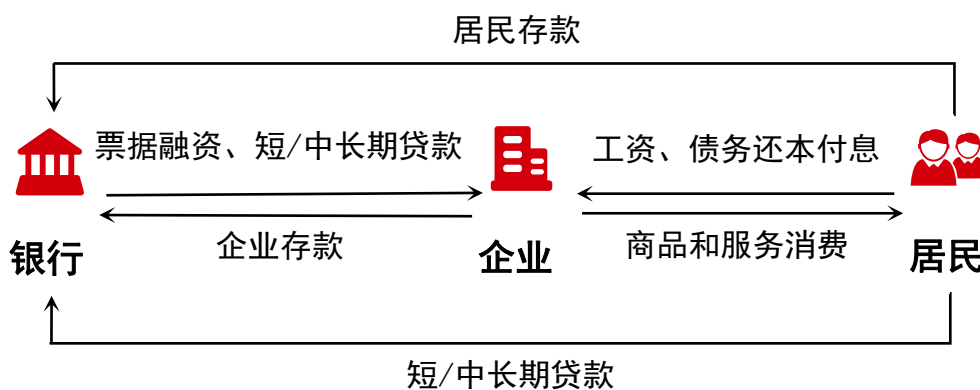 居民存款
票据融资、短/中长期贷款
工资、债务还本付息
企业存款
商品和服务消费
银行
企业
居民
短/中长期贷款